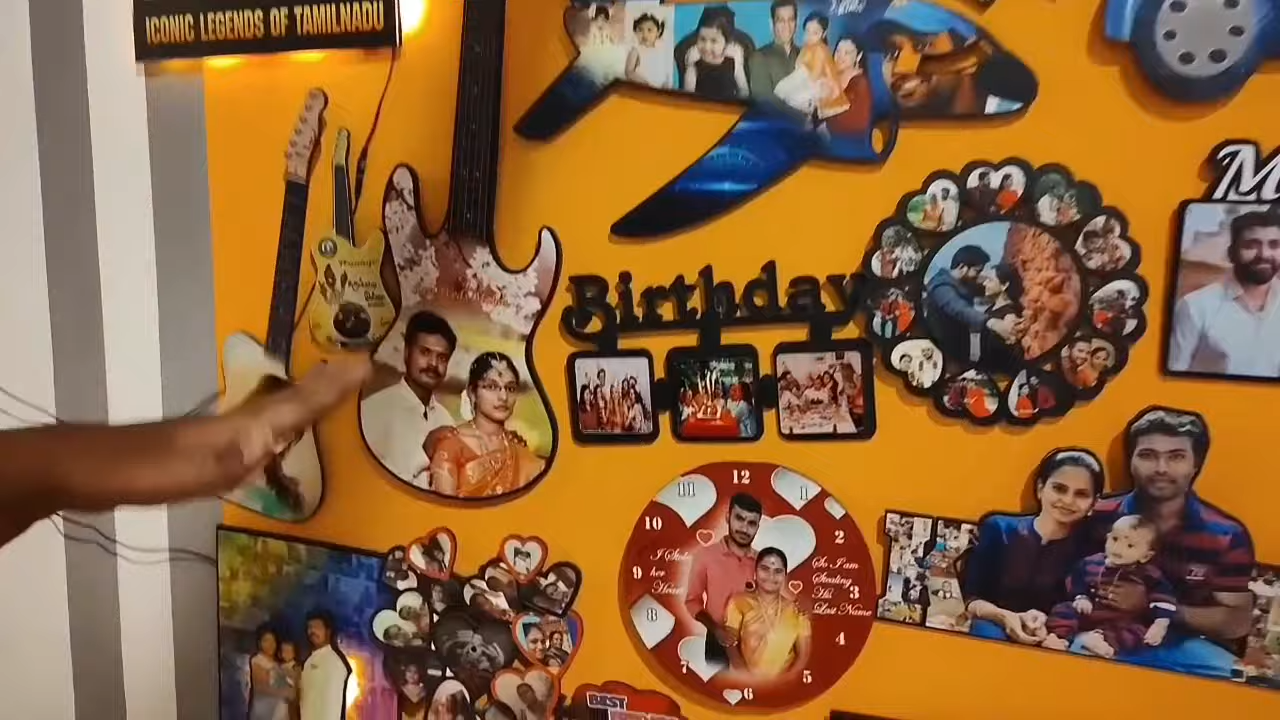 ICONIC LEGENDS OF TAMILNADU
M
Birthday
12
11
1
10
2
I Stole
her
Heart
So I am
Stealing
His
Last Name
9
3
8
4
7
5
6
BEST